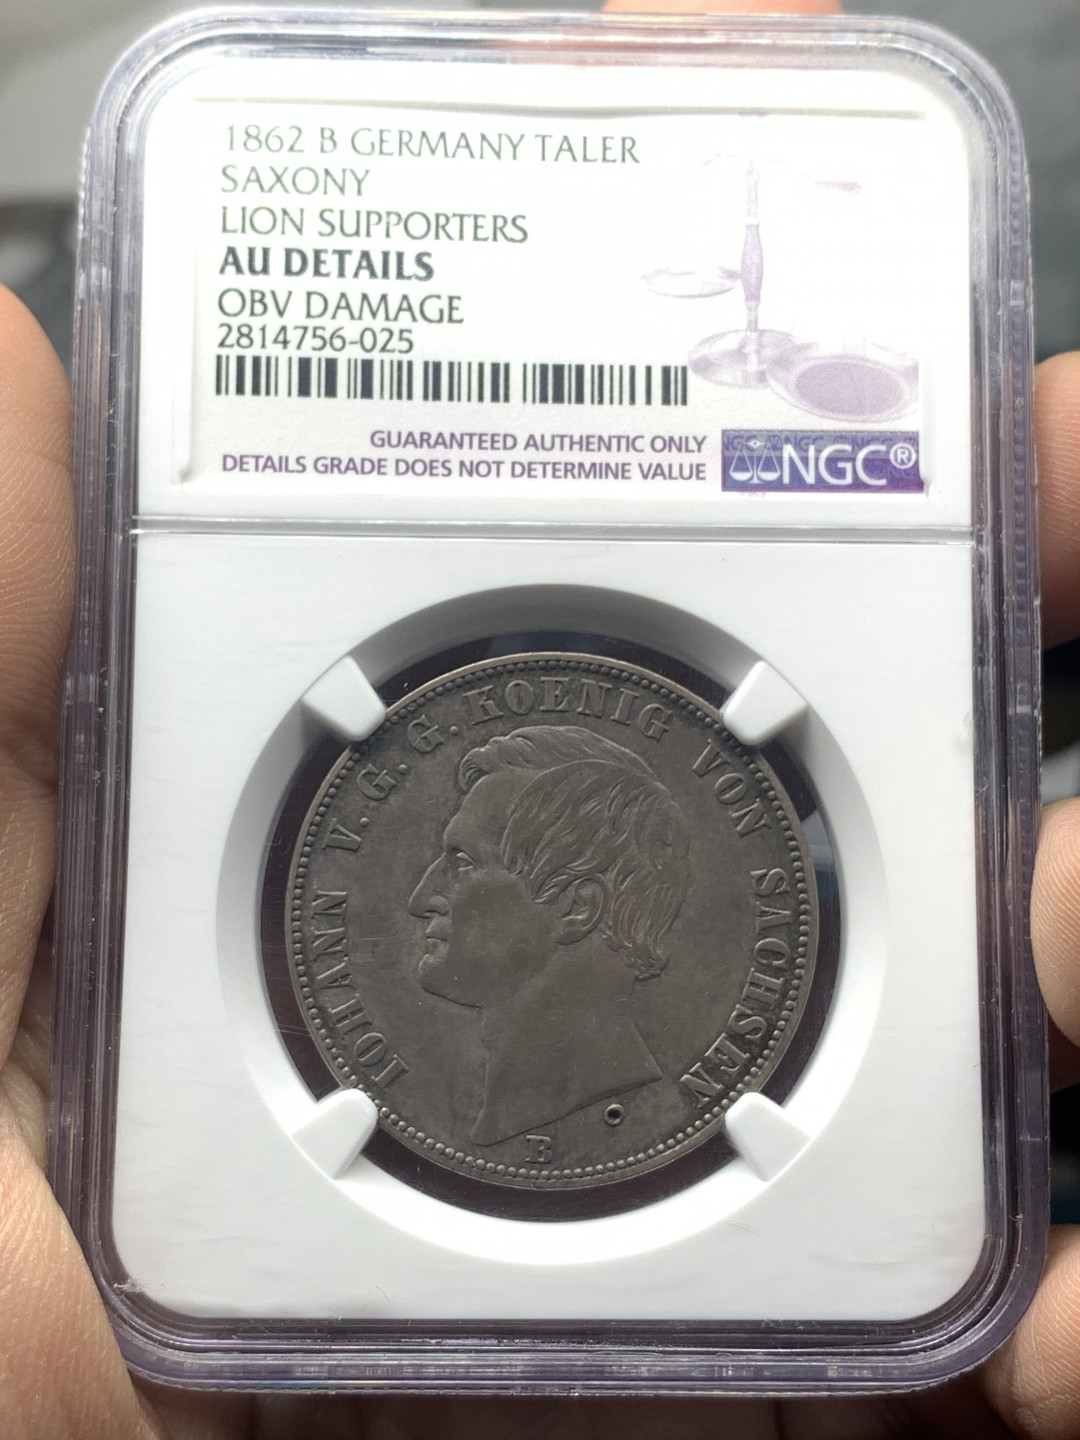 1862 B GERMANY TALER
SAXONY
LION SUPPORTERS
AU DETAILS
OBV DAMAGE
2814756-025
GUARANTEED AUTHENTIC ONLY
DETAILS GRADE DOES NOT DETERMINE VALUE
NGC®
IOHANN V. G. G. KOENIG VON SACHSEN
B